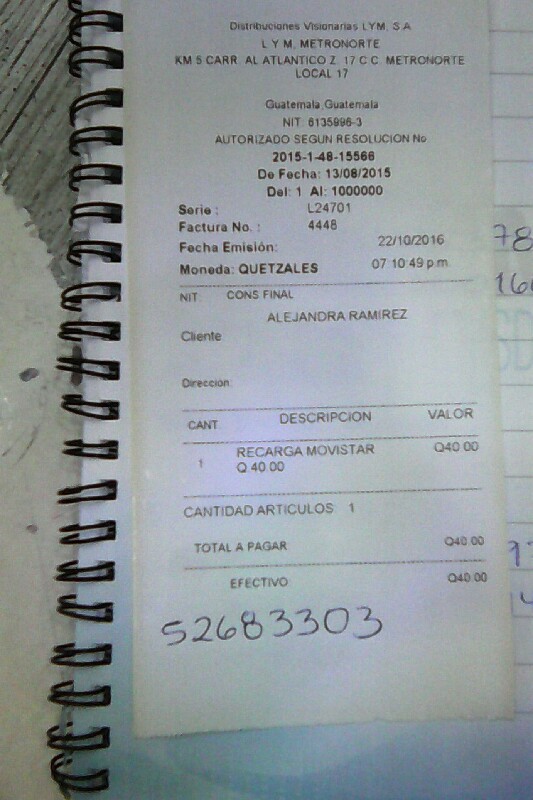 Distribuciones Visionarias LYM, S.A
L Y M, METRONORTE
KM 5 CARR. AL ATLANTICO Z. 17 C.C. METRONORTE
LOCAL 17
Guatemala,Guatemala
NIT: 6135996-3
AUTORIZADO SEGUN RESOLUCION No
2015-1-48-15566
De Fecha: 13/08/2015
Del: 1 Al: 1000000
Serie : L24701
Factura No. : 4448
Fecha Emisión: 22/10/2016
Moneda: QUETZALES 07:10:49 p.m
NIT CONS FINAL
ALEJANDRA RAMIREZ
Cliente
Dirección:
CANT. DESCRIPCION VALOR
1 RECARGA MOVISTAR Q40.00
Q.40.00
CANTIDAD ARTICULOS 1
TOTAL A PAGAR Q40.00
EFECTIVO Q40.00
52683303
78